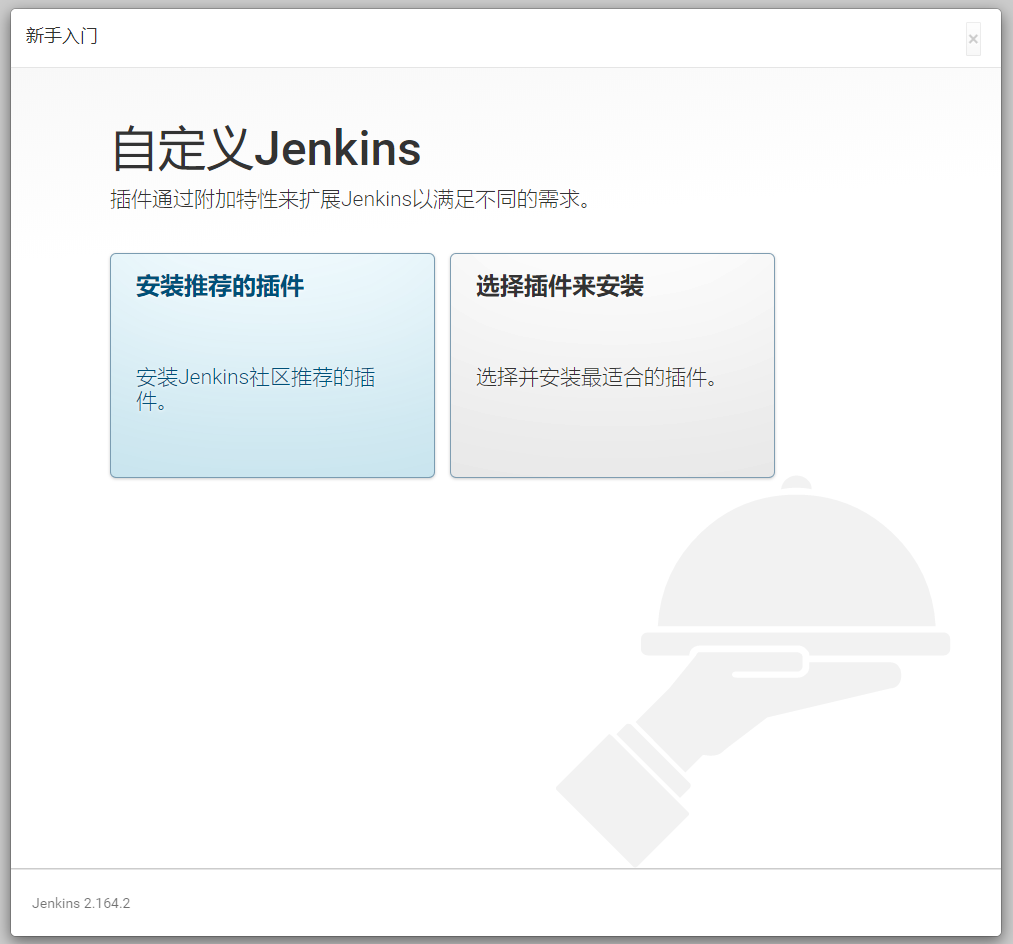 新手入门
×
自定义Jenkins
插件通过附加特性来扩展Jenkins以满足不同的需求。
安装推荐的插件
安装Jenkins社区推荐的插
件。
选择插件来安装
选择并安装最适合的插件。
Jenkins 2.164.2